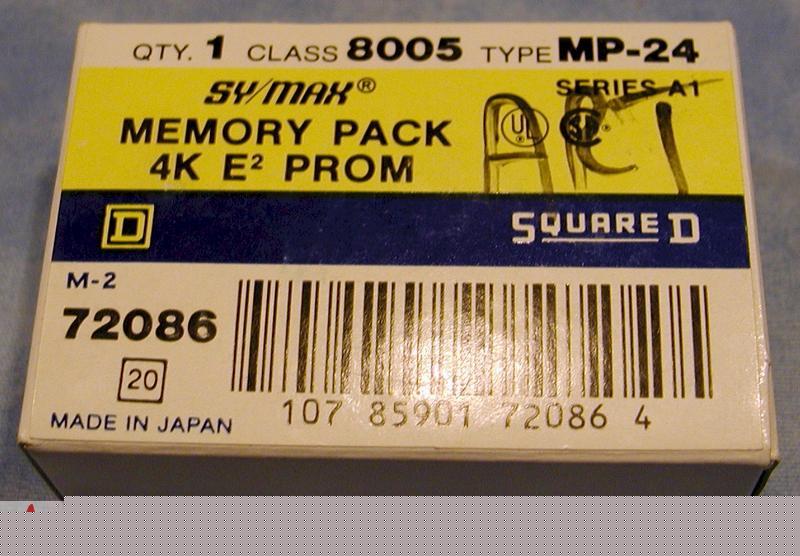 QTY. 1 CLASS 8005 TYPE MP-24
SY/MAX® SERIES A1
MEMORY PACK
4K E² PROM
UL
D SQUARE D
M-2
72086
20
107 85901 72086 4
MADE IN JAPAN